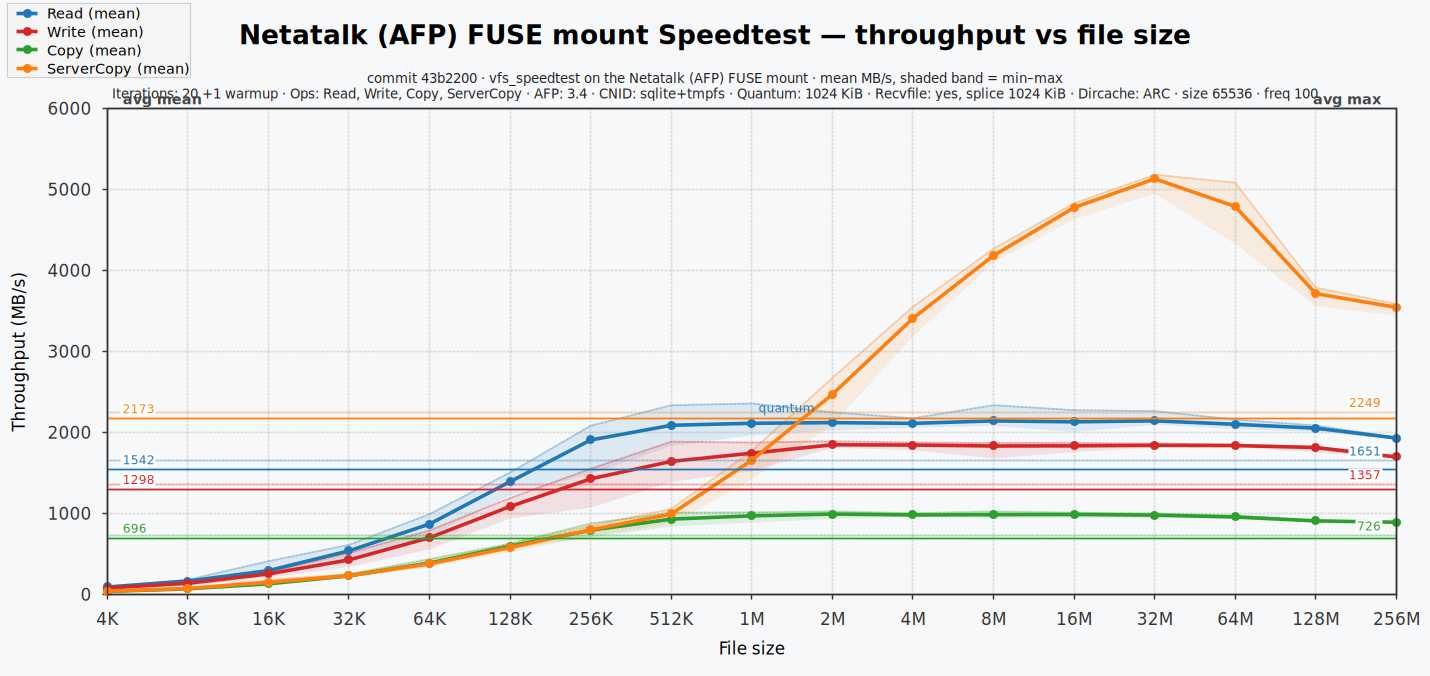 Read (mean)
Write (mean)
Copy (mean)
ServerCopy (mean)
Netatalk (AFP) FUSE mount Speedtest — throughput vs file size
commit 43b2200 · vfs_speedtest on the Netatalk (AFP) FUSE mount · mean MB/s, shaded band = min–max
Iterations: 20 +1 warmup · Ops: Read, Write, Copy, ServerCopy · AFP: 3.4 · CNID: sqlite+tmpfs · Quantum: 1024 KiB · Recvfile: yes, splice 1024 KiB · Dircache: ARC · size 65536 · freq 100
avg mean
avg max
6000
5000
4000
3000
2000
1000
0
Throughput (MB/s)
2173
1542
1298
696
quantum
2249
1651
1357
726
4K 8K 16K 32K 64K 128K 256K 512K 1M 2M 4M 8M 16M 32M 64M 128M 256M
File size